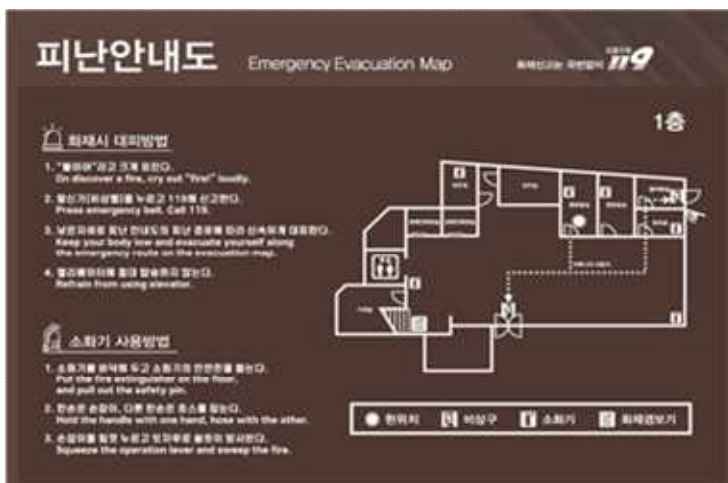 피난안내도 Emergency Evacuation Map 화재신고는 국번없이 119
1층
화재시 대피방법
1. "불이야"라고 크게 외친다.
On discover a fire, cry out "fire!" loudly.
2. 발신기(비상벨)를 누르고 119에 신고한다.
Press emergency bell. Call 119.
3. 낮은자세로 피난 안내도의 피난 경로에 따라 신속하게 대피한다.
Keep your body low and evacuate yourself along
the emergency route on the evacuation map.
4. 엘리베이터에 절대 탑승하지 않는다.
Refrain from using elevator.
소화기 사용방법
1. 소화기를 바닥에 두고 소화기의 안전핀을 뽑는다.
Put the fire extinguisher on the floor,
and pull out the safety pin.
2. 한손은 손잡이, 다른 한손은 호스를 잡는다.
Hold the handle with one hand, hose with the other.
3. 손잡이를 힘껏 누르고 빗자루로 쓸듯이 방사한다.
Squeeze the operation lever and sweep the fire.
현위치 비상구 소화기 화재경보기